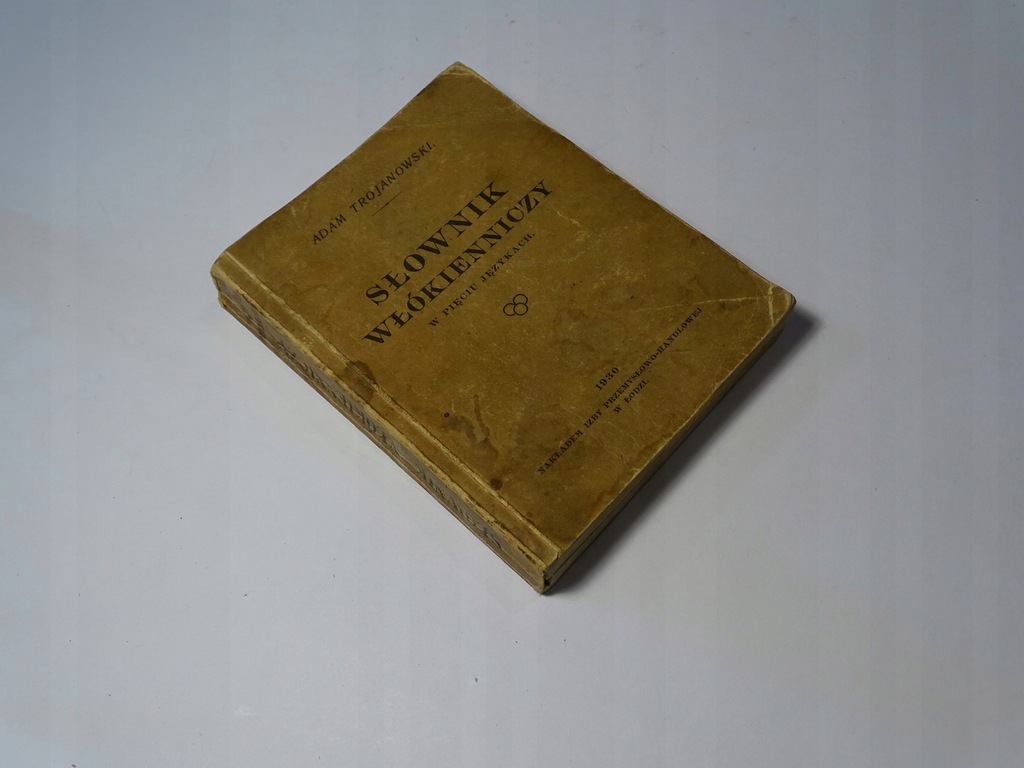 ADAM TROJANOWSKI.
SŁOWNIK
WŁÓKIENNICZY
W PIĘCIU JĘZYKACH.
1930
NAKŁADEM IZBY PRZEMYSŁOWO-HANDLOWEJ
W ŁODZI.